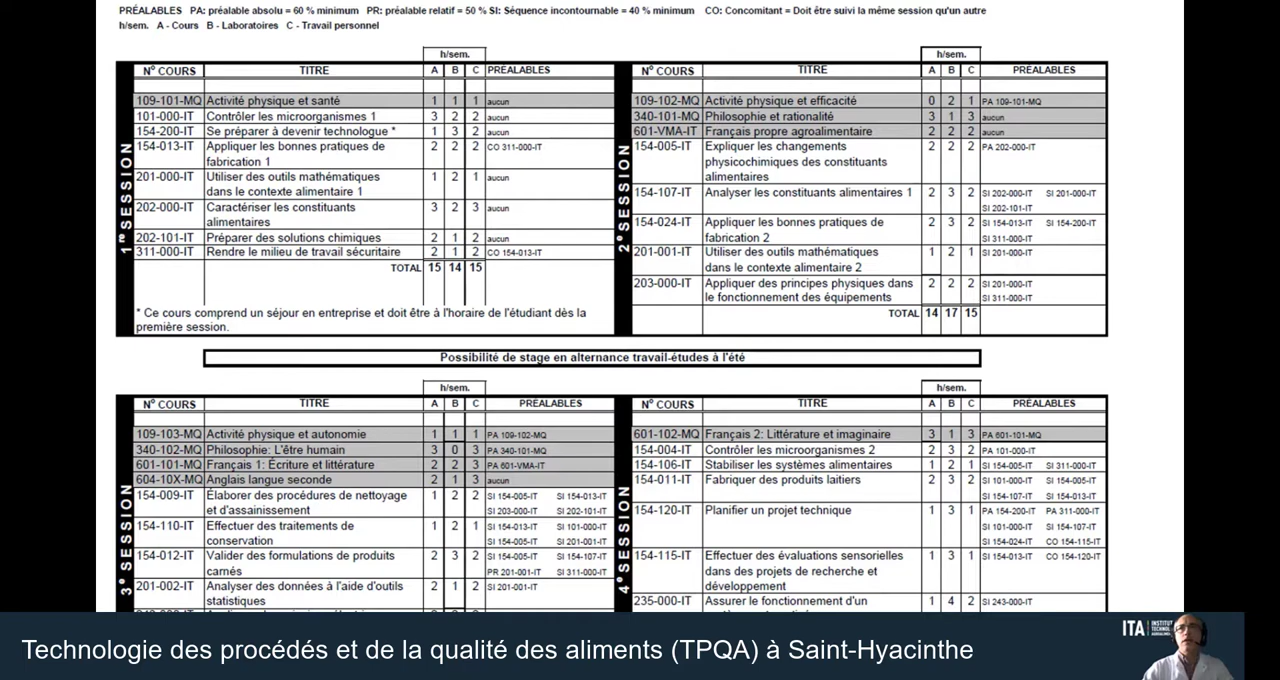 PRÉALABLES PA: préalable absolu = 60 % minimum PR: préalable relatif = 50 % SI: Séquence incontournable = 40 % minimum CO: Concomitant = Doit être suivi la même session qu'un autre
h/sem. A - Cours B - Laboratoires C - Travail personnel
1re SESSION
h/sem.
Nº COURS TITRE A B C PRÉALABLES
109-101-MQ Activité physique et santé 1 1 1 aucun
101-000-IT Contrôler les microorganismes 1 3 2 2 aucun
154-200-IT Se préparer à devenir technologue * 1 3 2 aucun
154-013-IT Appliquer les bonnes pratiques de 2 2 2 CO 311-000-IT
fabrication 1
201-000-IT Utiliser des outils mathématiques 1 2 1 aucun
dans le contexte alimentaire 1
202-000-IT Caractériser les constituants 3 2 3 aucun
alimentaires
202-101-IT Préparer des solutions chimiques 2 1 2 aucun
311-000-IT Rendre le milieu de travail sécuritaire 2 1 2 CO 154-013-IT
TOTAL 15 14 15
* Ce cours comprend un séjour en entreprise et doit être à l'horaire de l'étudiant dès la
première session.
2e SESSION
h/sem.
Nº COURS TITRE A B C PRÉALABLES
109-102-MQ Activité physique et efficacité 0 2 1 PA 109-101-MQ
340-101-MQ Philosophie et rationalité 3 1 3 aucun
601-VMA-IT Français propre agroalimentaire 2 2 2 aucun
154-005-IT Expliquer les changements 2 2 2 PA 202-000-IT
physicochimiques des constituants
alimentaires
154-107-IT Analyser les constituants alimentaires 1 2 3 2 SI 202-000-IT SI 201-000-IT
SI 202-101-IT
154-024-IT Appliquer les bonnes pratiques de 2 3 2 SI 154-013-IT SI 154-200-IT
fabrication 2 SI 311-000-IT
201-001-IT Utiliser des outils mathématiques 1 2 1 SI 201-000-IT
dans le contexte alimentaire 2
203-000-IT Appliquer des principes physiques dans 2 2 2 SI 201-000-IT
le fonctionnement des équipements SI 311-000-IT
TOTAL 14 17 15
Possibilité de stage en alternance travail-études à l'été
3e SESSION
h/sem.
Nº COURS TITRE A B C PRÉALABLES
109-103-MQ Activité physique et autonomie 1 1 1 PA 109-102-MQ
340-102-MQ Philosophie: L'être humain 3 0 3 PA 340-101-MQ
601-101-MQ Français 1: Écriture et littérature 2 2 3 PA 601-VMA-IT
604-10X-MQ Anglais langue seconde 2 1 3 aucun
154-009-IT Élaborer des procédures de nettoyage 1 2 2 SI 154-005-IT SI 154-013-IT
et d'assainissement SI 203-000-IT SI 202-101-IT
154-110-IT Effectuer des traitements de 1 2 1 SI 154-013-IT SI 101-000-IT
conservation SI 154-005-IT SI 201-001-IT
154-012-IT Valider des formulations de produits 2 3 2 SI 154-005-IT SI 154-107-IT
carnés PR 201-001-IT SI 311-000-IT
201-002-IT Analyser des données à l'aide d'outils 2 1 2 SI 201-001-IT
statistiques
4e SESSION
h/sem.
Nº COURS TITRE A B C PRÉALABLES
601-102-MQ Français 2: Littérature et imaginaire 3 1 3 PA 601-101-MQ
154-004-IT Contrôler les microorganismes 2 2 3 2 PA 101-000-IT
154-106-IT Stabiliser les systèmes alimentaires 1 2 1 SI 154-005-IT SI 311-000-IT
154-011-IT Fabriquer des produits laitiers 2 3 2 SI 101-000-IT SI 154-005-IT
SI 154-107-IT SI 154-013-IT
154-120-IT Planifier un projet technique 1 3 1 PA 154-200-IT PA 311-000-IT
SI 101-000-IT SI 154-107-IT
SI 154-024-IT CO 154-115-IT
154-115-IT Effectuer des évaluations sensorielles 1 3 1 SI 154-013-IT CO 154-120-IT
dans des projets de recherche et
développement
235-000-IT Assurer le fonctionnement d'un 1 4 2 SI 243-000-IT
Technologie des procédés et de la qualité des aliments (TPQA) à Saint-Hyacinthe
ITA